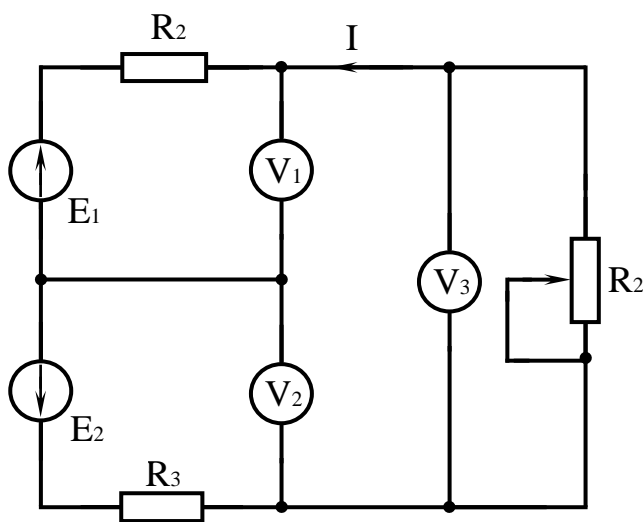 R₂
I
V₁
E₁
V₃
R₂
V₂
E₂
R₃